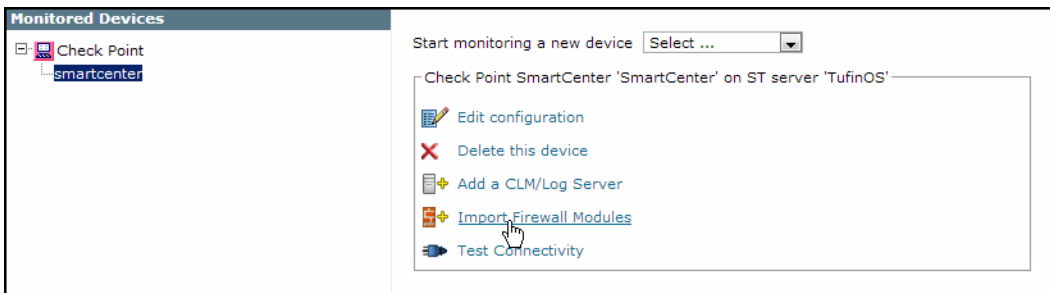 Monitored Devices
Check Point
smartcenter
Start monitoring a new device Select ...
Check Point SmartCenter 'SmartCenter' on ST server 'TufinOS'
Edit configuration
Delete this device
Add a CLM/Log Server
Import Firewall Modules
Test Connectivity